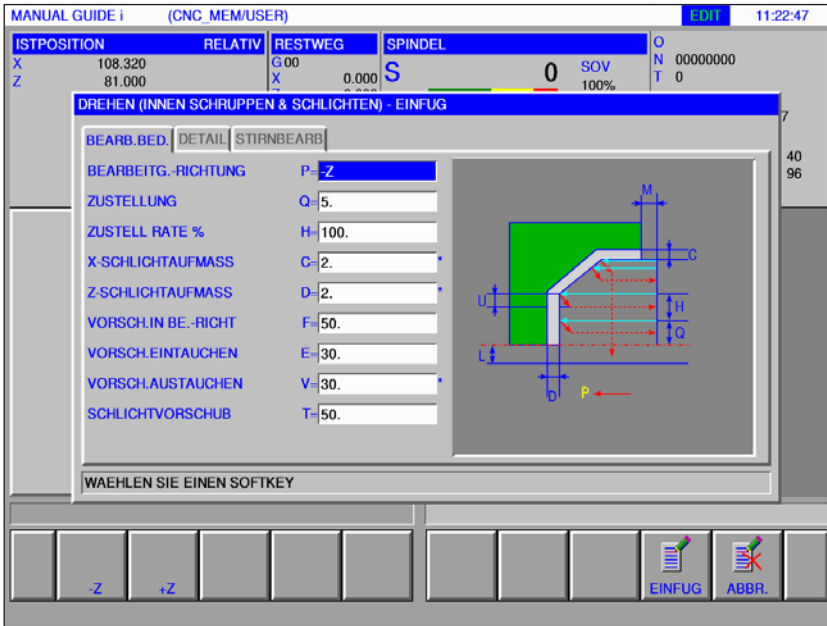 MANUAL GUIDE i (CNC_MEM/USER) EDIT 11:22:47
ISTPOSITION RELATIV RESTWEG SPINDEL O
X 108.320 G 00 N 00000000
Z 81.000 X 0.000 S 0 SOV 100% T 0
DREHEN (INNEN SCHRUPPEN & SCHLICHTEN) - EINFUG
7
BEARB.BED. DETAIL STIRNBEARB
40
96
BEARBEITG.-RICHTUNG P=-Z
ZUSTELLUNG Q=5.
ZUSTELL RATE % H=100.
X-SCHLICHTAUFMASS C=2. *
Z-SCHLICHTAUFMASS D=2. *
VORSCH.IN BE.-RICHT F=50.
VORSCH.EINTAUCHEN E=30.
VORSCH.AUSTAUCHEN V=30. *
SCHLICHTVORSCHUB T=50.
M
C
U
H
Q
L
D
P
WAEHLEN SIE EINEN SOFTKEY
-Z +Z EINFUG ABBR.